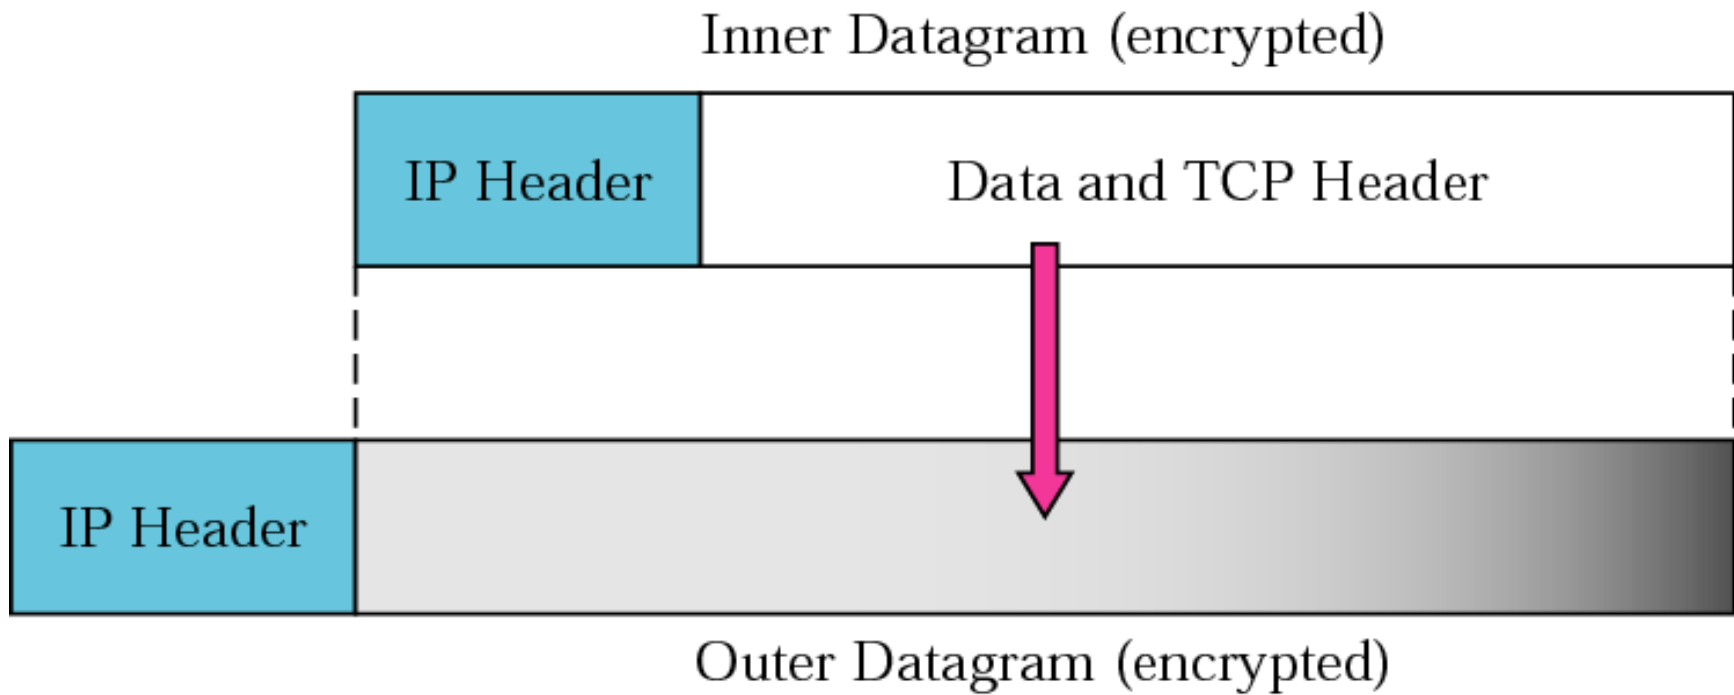 Inner Datagram (encrypted)
IP Header
Data and TCP Header
IP Header
Outer Datagram (encrypted)